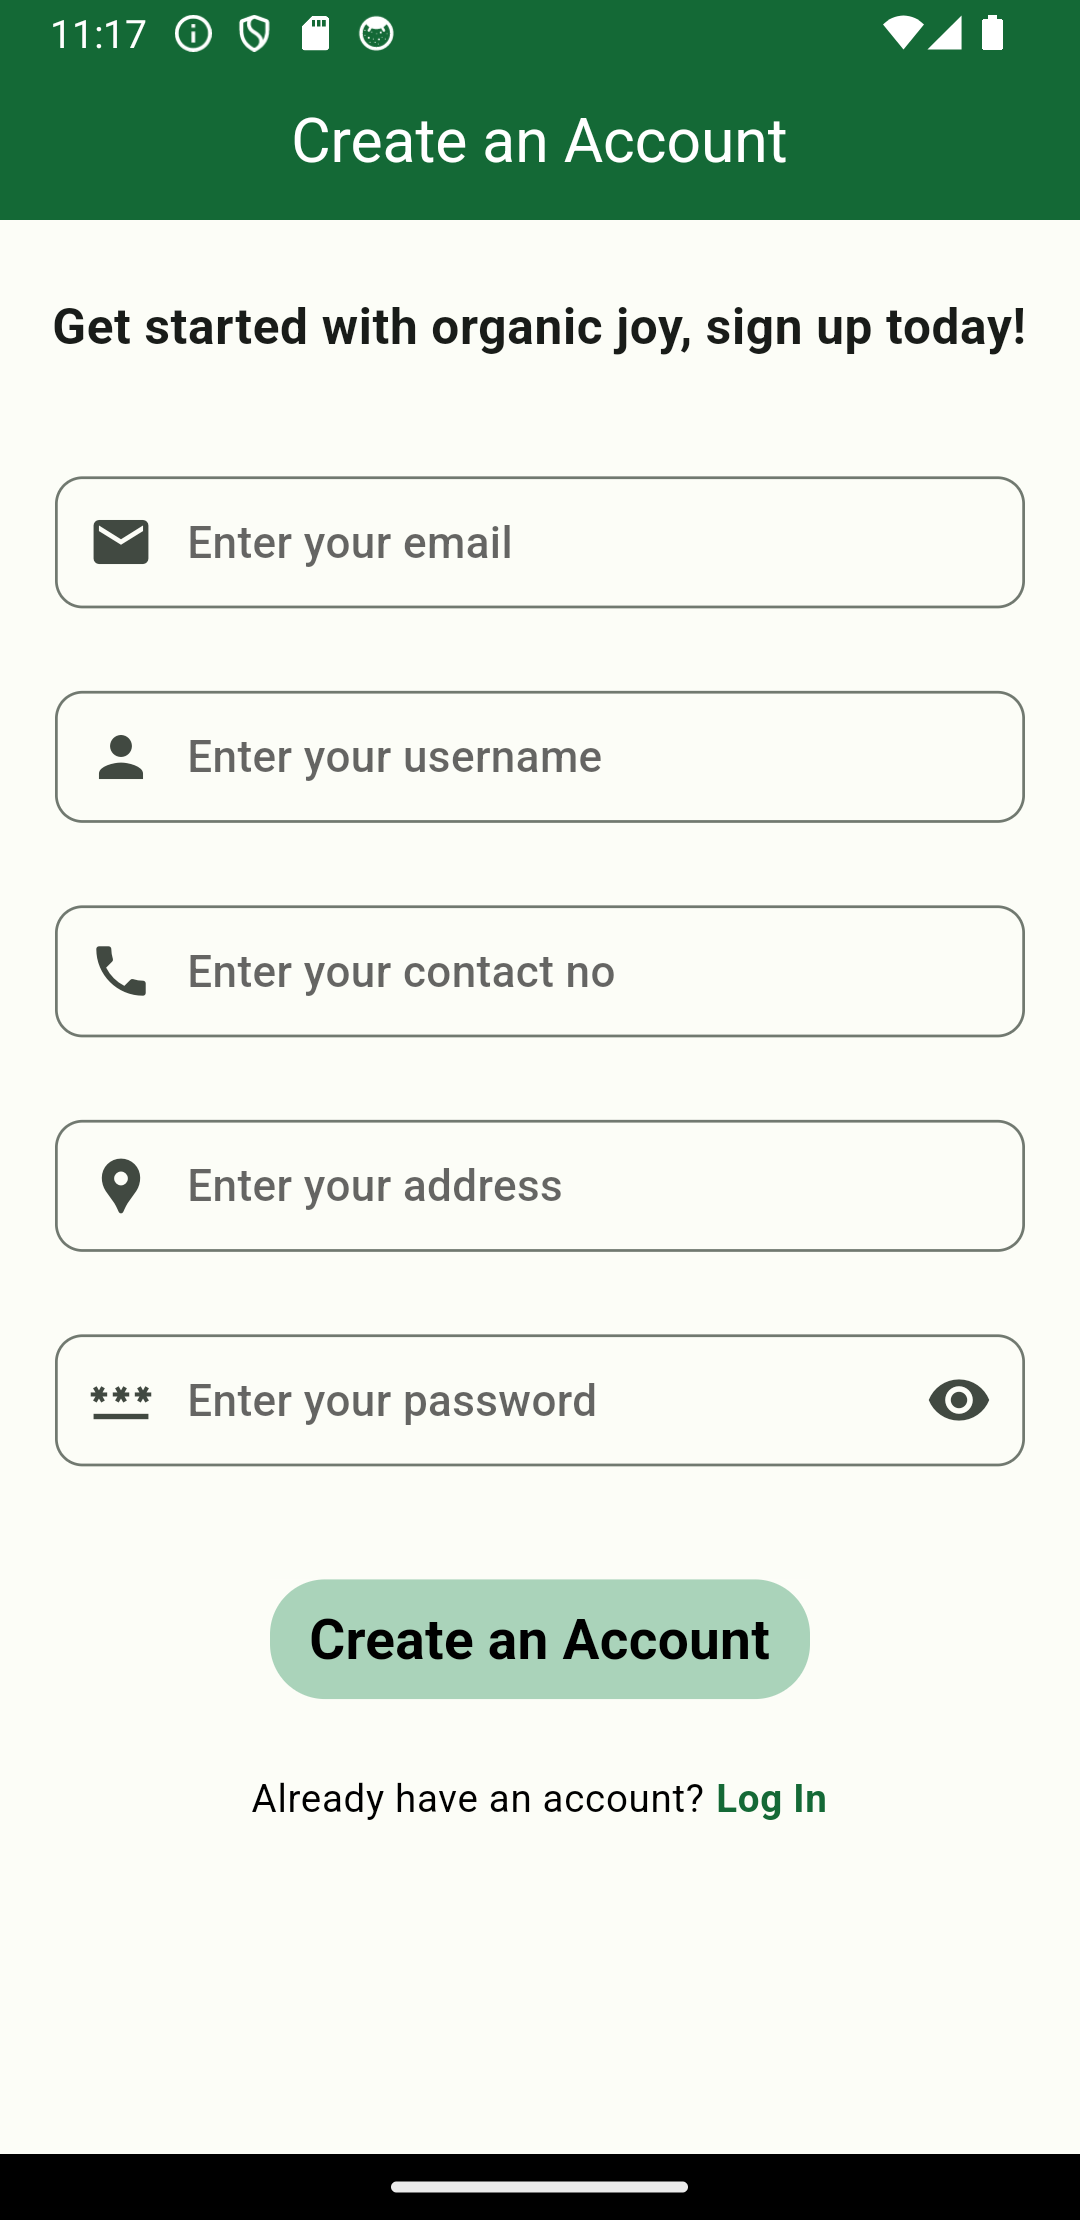 11:17
Create an Account
Get started with organic joy, sign up today!
Enter your email
Enter your username
Enter your contact no
Enter your address
Enter your password
Create an Account
Already have an account? Log In